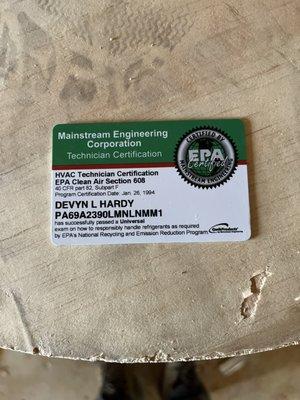 Mainstream Engineering
Corporation
Technician Certification
CERTIFIED BY
EPA
Certified
MAINSTREAM ENGINEERING
HVAC Technician Certification
EPA Clean Air Section 608
40 CFR part 82, Subpart F
Program Certification Date: Jan. 26, 1994
DEVYN L HARDY
PA69A2390LMNLNMM1
has successfully passed a Universal
exam on how to responsibly handle refrigerants as required
by EPA's National Recycling and Emission Reduction Program.